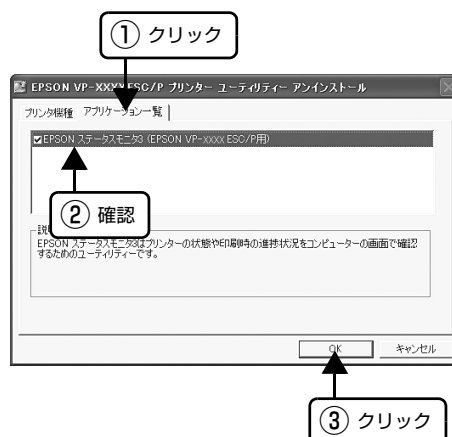 ① クリック
EPSON VP-XXXX ESC/P プリンター ユーティリティー アンインストール
プリンタ機種 アプリケーション一覧
EPSON ステータスモニタ3 (EPSON VP-xxxx ESC/P用)
② 確認
説明
EPSON ステータスモニタ3はプリンターの状態や印刷時の進捗状況をコンピューターの画面で確認
するためのユーティリティーです。
OK キャンセル
③ クリック